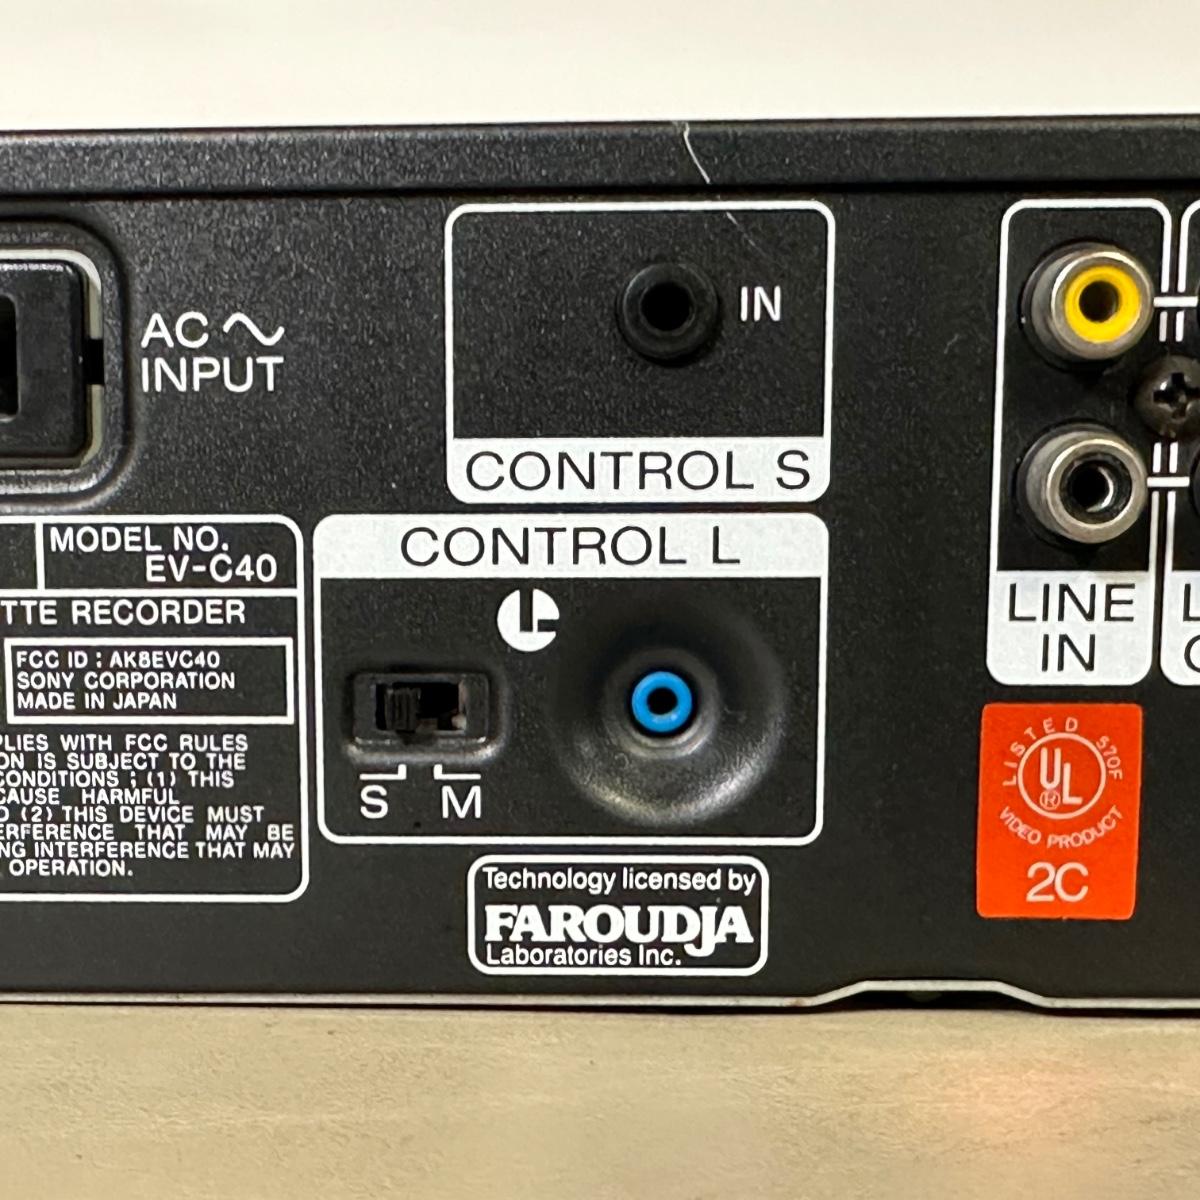 AC
INPUT
IN
CONTROL S
CONTROL L
S M
MODEL NO.
EV-C40
TTE RECORDER
FCC ID : AK8EVC40
SONY CORPORATION
MADE IN JAPAN
PLIES WITH FCC RULES
ON IS SUBJECT TO THE
CONDITIONS ; (1) THIS
CAUSE HARMFUL
D (2) THIS DEVICE MUST
ERFERENCE THAT MAY BE
NG INTERFERENCE THAT MAY
OPERATION.
Technology licensed by
FAROUDJA
Laboratories Inc.
LINE
IN
LISTED 570F
UL
®
VIDEO PRODUCT
2C